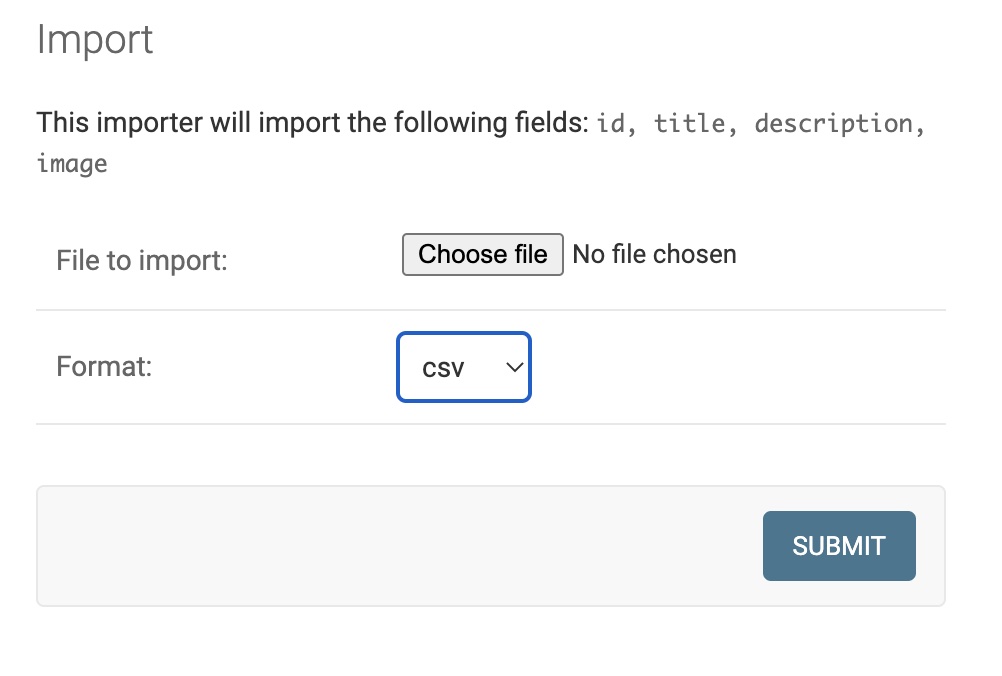 Import
This importer will import the following fields: id, title, description,
image
File to import: Choose file No file chosen
Format: csv
SUBMIT